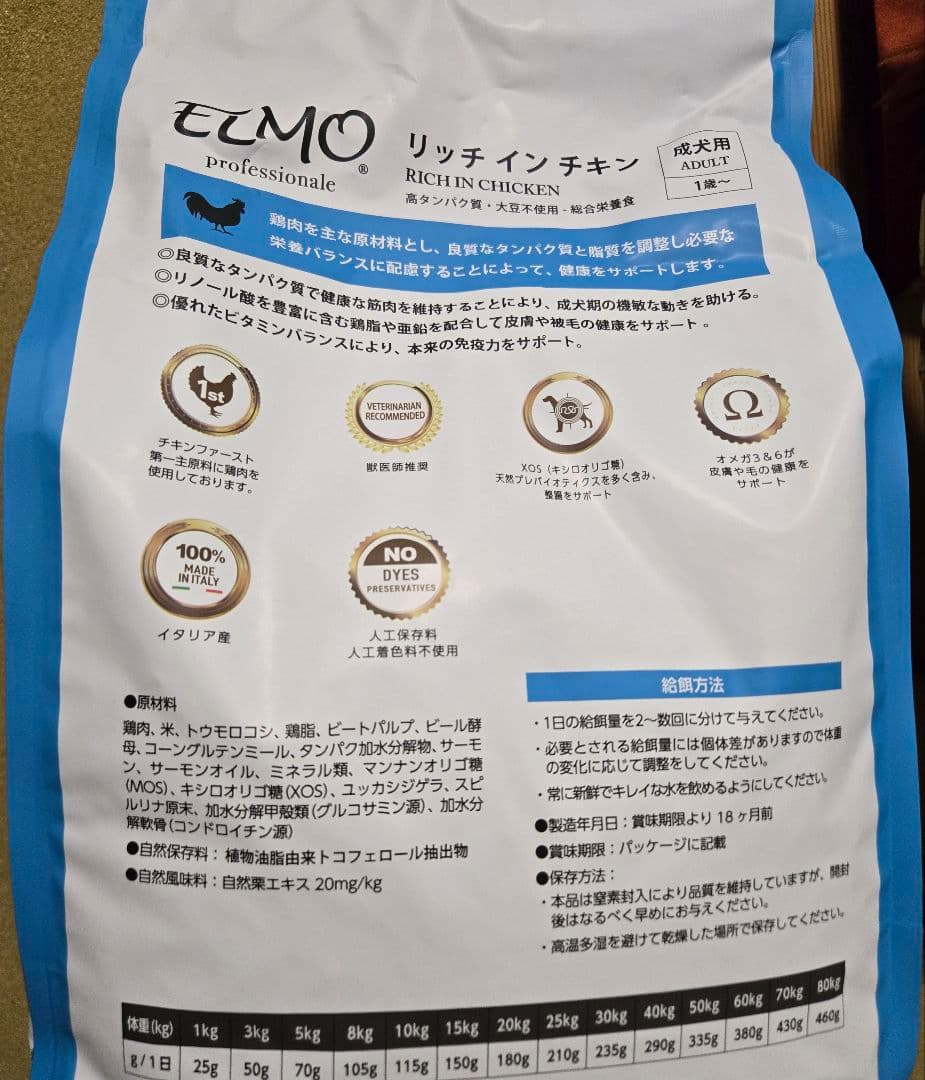 ELMO
professionale ®
リッチ イン チキン
RICH IN CHICKEN
高タンパク質・大豆不使用 - 総合栄養食
成犬用
ADULT
1歳～
鶏肉を主な原材料とし、良質なタンパク質と脂質を調整し必要な
栄養バランスに配慮することによって、健康をサポートします。
◎良質なタンパク質で健康な筋肉を維持することにより、成犬期の機敏な動きを助ける。
◎リノール酸を豊富に含む鶏脂や亜鉛を配合して皮膚や被毛の健康をサポート 。
◎優れたビタミンバランスにより、本来の免疫力をサポート。
1st
チキンファースト
第一主原料に鶏肉を
使用しております。
VETERINARIAN
RECOMMENDED
獣医師推奨
XOS（キシロオリゴ糖）
天然プレバイオティクスを多く含み、
整腸をサポート
Ω
オメガ3＆6が
皮膚や毛の健康を
サポート
100%
MADE
IN ITALY
イタリア産
NO
DYES
PRESERVATIVES
人工保存料
人工着色料不使用
●原材料
鶏肉、米、トウモロコシ、鶏脂、ビートパルプ、ビール酵
母、コーングルテンミール、タンパク加水分解物、サーモ
ン、サーモンオイル、ミネラル類、マンナンオリゴ糖
(MOS)、キシロオリゴ糖(XOS)、ユッカシジゲラ、スピ
ルリナ原末、加水分解甲殻類(グルコサミン源)、加水分
解軟骨(コンドロイチン源)
●自然保存料：植物油脂由来トコフェロール抽出物
●自然風味料：自然栗エキス 20mg/kg
給餌方法
・1日の給餌量を2～数回に分けて与えてください。
・必要とされる給餌量には個体差がありますので体重
の変化に応じて調整をしてください。
・常に新鮮でキレイな水を飲めるようにしてください。
●製造年月日：賞味期限より 18 ヶ月前
●賞味期限：パッケージに記載
●保存方法：
・本品は窒素封入により品質を維持していますが、開封
後はなるべく早めにお与えください。
・高温多湿を避けて乾燥した場所で保存してください。
体重(kg) 1kg 3kg 5kg 8kg 10kg 15kg 20kg 25kg 30kg 40kg 50kg 60kg 70kg 80kg
g/1日 25g 50g 70g 105g 115g 150g 180g 210g 235g 290g 335g 380g 430g 460g